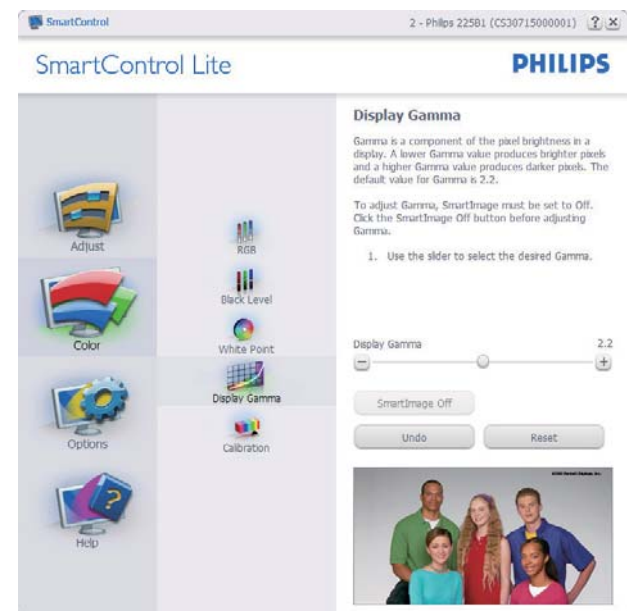 SmartControl
2 - Philips 225B1 (CS30715000001)
SmartControl Lite
PHILIPS
Adjust
Color
Options
Help
RGB
Black Level
White Point
Display Gamma
Calibration
Display Gamma
Gamma is a component of the pixel brightness in a
display. A lower Gamma value produces brighter pixels
and a higher Gamma value produces darker pixels. The
default value for Gamma is 2.2.
To adjust Gamma, SmartImage must be set to Off.
Click the SmartImage Off button before adjusting
Gamma.
1. Use the slider to select the desired Gamma.
Display Gamma
2.2
SmartImage Off
Undo
Reset